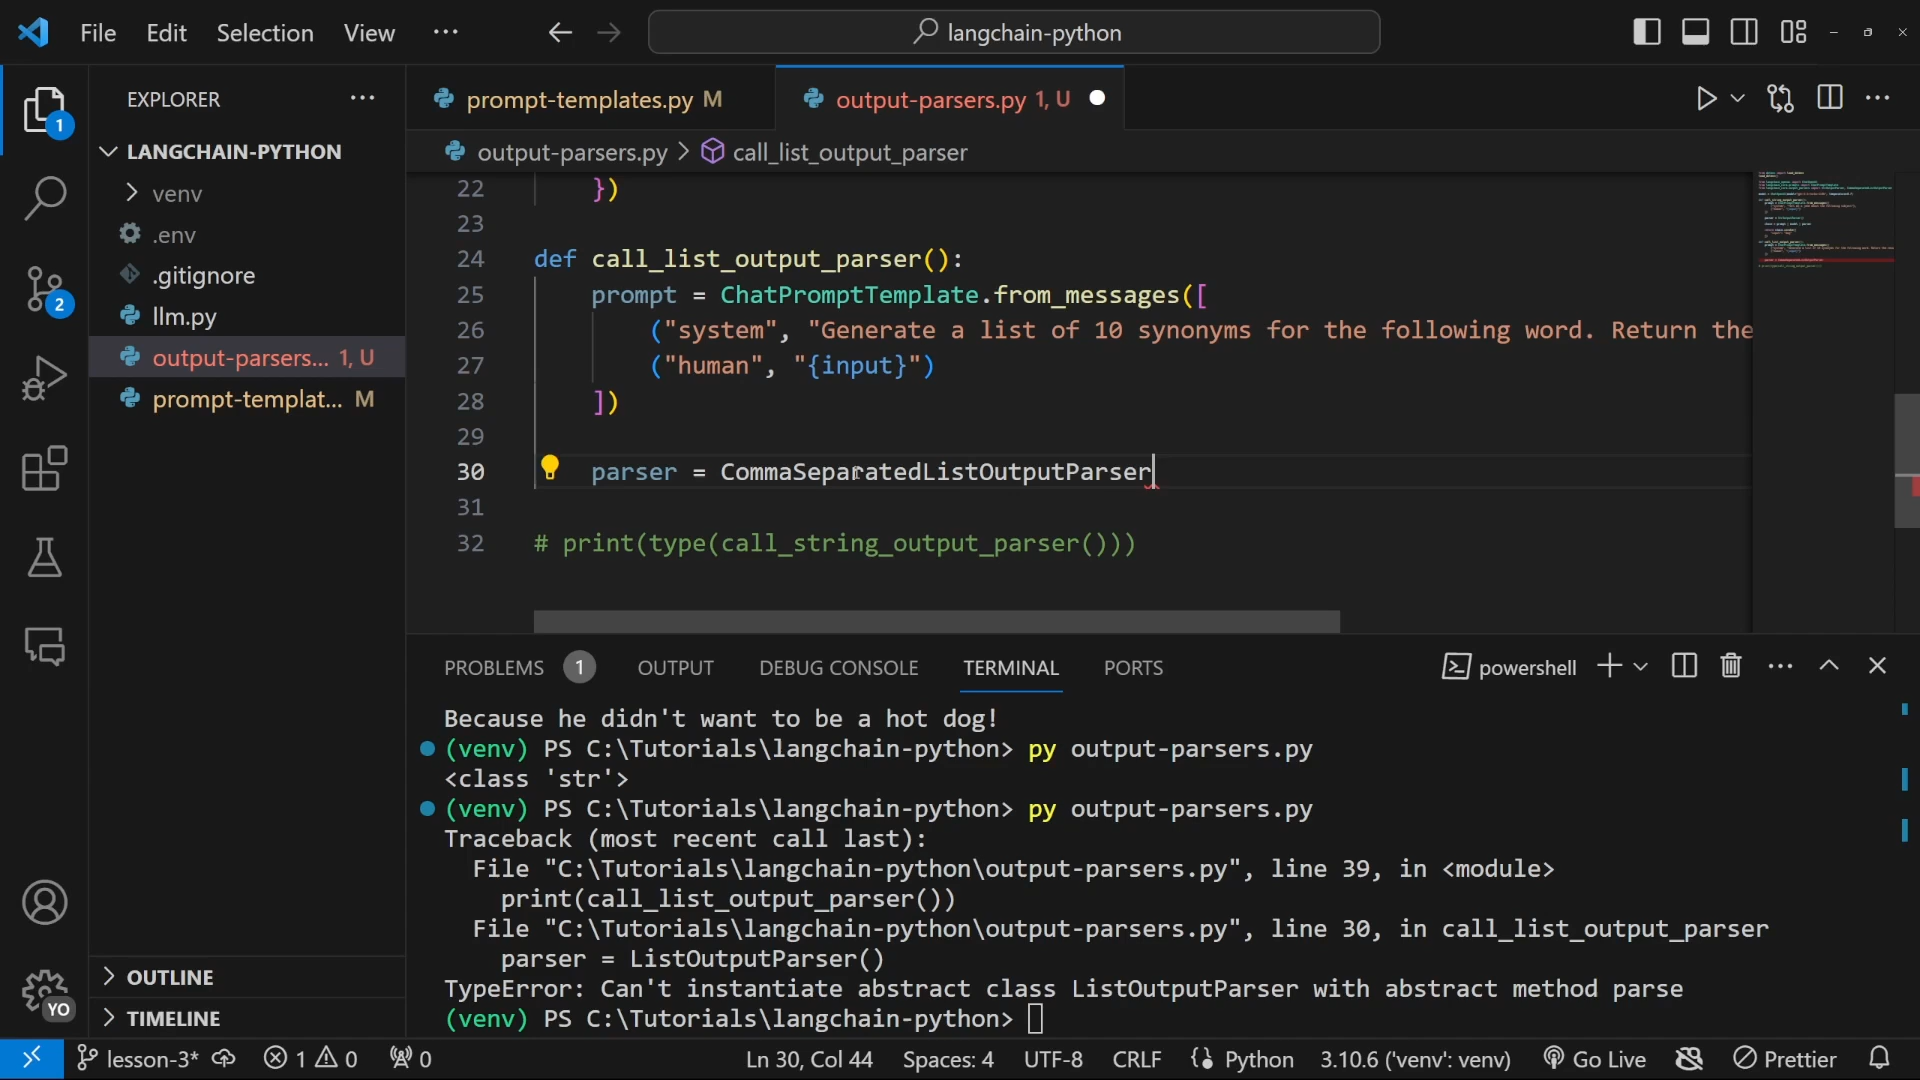 File Edit Selection View ... langchain-python
EXPLORER ...
prompt-templates.py M
output-parsers.py 1, U
1
LANGCHAIN-PYTHON
output-parsers.py > call_list_output_parser
venv
.env
.gitignore
2
llm.py
output-parsers... 1, U
prompt-templat... M
22 })
23
24 def call_list_output_parser():
25 prompt = ChatPromptTemplate.from_messages([
26 ("system", "Generate a list of 10 synonyms for the following word. Return the
27 ("human", "{input}")
28 ])
29
30 parser = CommaSeparatedListOutputParser
31
32 # print(type(call_string_output_parser()))
PROBLEMS 1 OUTPUT DEBUG CONSOLE TERMINAL PORTS powershell
Because he didn't want to be a hot dog!
(venv) PS C:\Tutorials\langchain-python> py output-parsers.py
<class 'str'>
(venv) PS C:\Tutorials\langchain-python> py output-parsers.py
Traceback (most recent call last):
File "C:\Tutorials\langchain-python\output-parsers.py", line 39, in <module>
print(call_list_output_parser())
File "C:\Tutorials\langchain-python\output-parsers.py", line 30, in call_list_output_parser
parser = ListOutputParser()
TypeError: Can't instantiate abstract class ListOutputParser with abstract method parse
(venv) PS C:\Tutorials\langchain-python>
OUTLINE
YO
TIMELINE
lesson-3* 1 0 0 Ln 30, Col 44 Spaces: 4 UTF-8 CRLF Python 3.10.6 ('venv': venv) Go Live Prettier